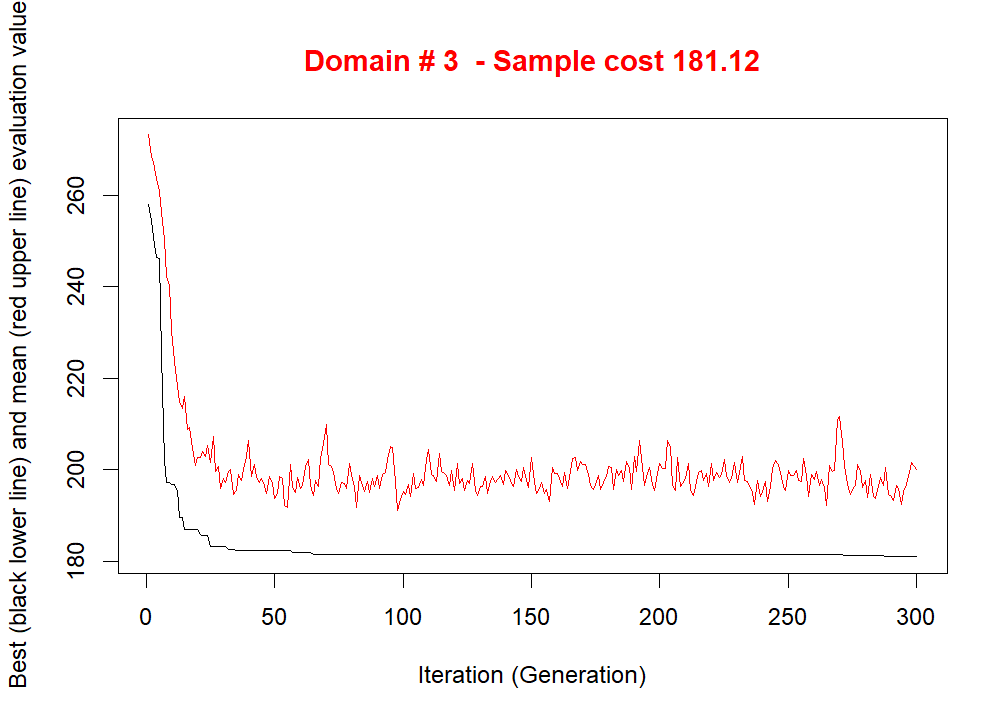 Domain # 3  - Sample cost 181.12
Best (black lower line) and mean (red upper line) evaluation value
260
240
220
200
180
0 50 100 150 200 250 300
Iteration (Generation)